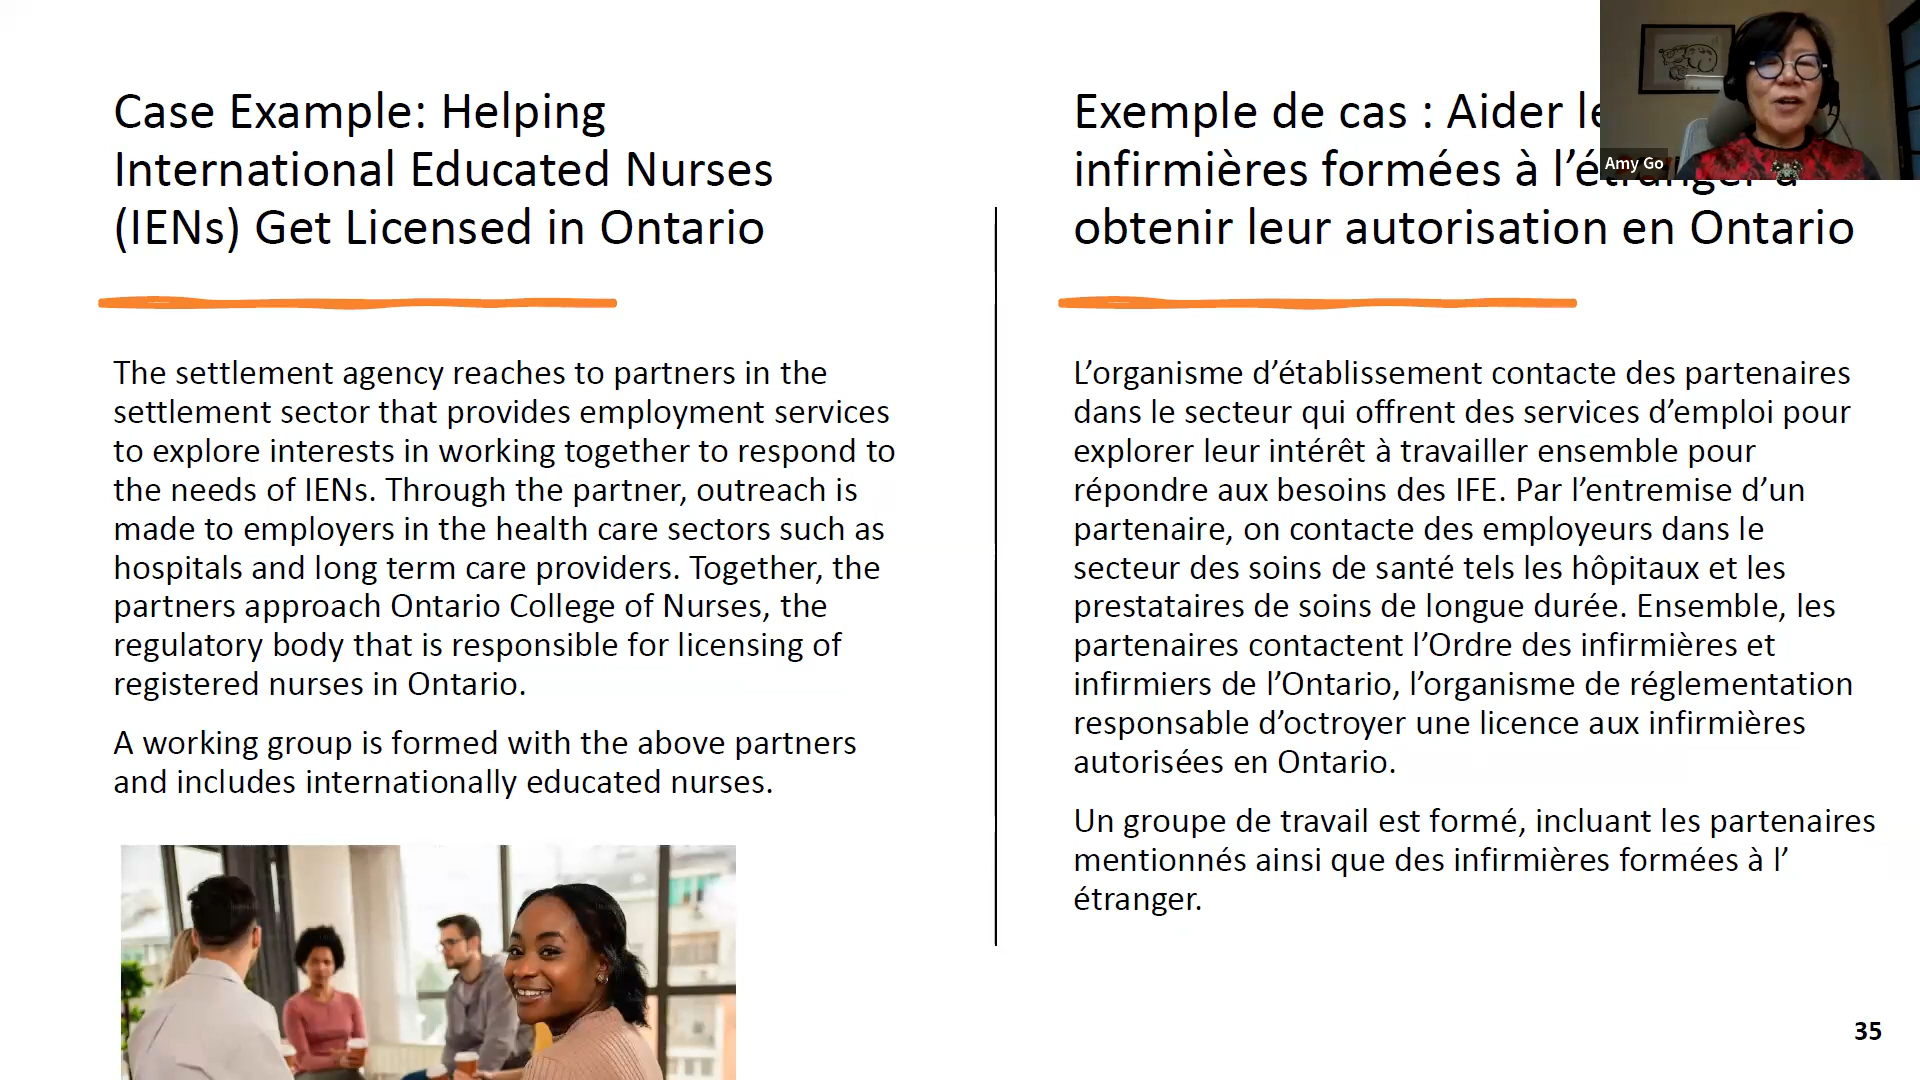 Case Example: Helping
International Educated Nurses
(IENs) Get Licensed in Ontario
The settlement agency reaches to partners in the
settlement sector that provides employment services
to explore interests in working together to respond to
the needs of IENs. Through the partner, outreach is
made to employers in the health care sectors such as
hospitals and long term care providers. Together, the
partners approach Ontario College of Nurses, the
regulatory body that is responsible for licensing of
registered nurses in Ontario.
A working group is formed with the above partners
and includes internationally educated nurses.
Exemple de cas : Aider
infirmières formées à
obtenir leur autorisation en Ontario
L’organisme d’établissement contacte des partenaires
dans le secteur qui offrent des services d’emploi pour
explorer leur intérêt à travailler ensemble pour
répondre aux besoins des IFE. Par l’entremise d’un
partenaire, on contacte des employeurs dans le
secteur des soins de santé tels les hôpitaux et les
prestataires de soins de longue durée. Ensemble, les
partenaires contactent l’Ordre des infirmières et
infirmiers de l’Ontario, l’organisme de réglementation
responsable d’octroyer une licence aux infirmières
autorisées en Ontario.
Un groupe de travail est formé, incluant les partenaires
mentionnés ainsi que des infirmières formées à l’
étranger.
Amy Go
35